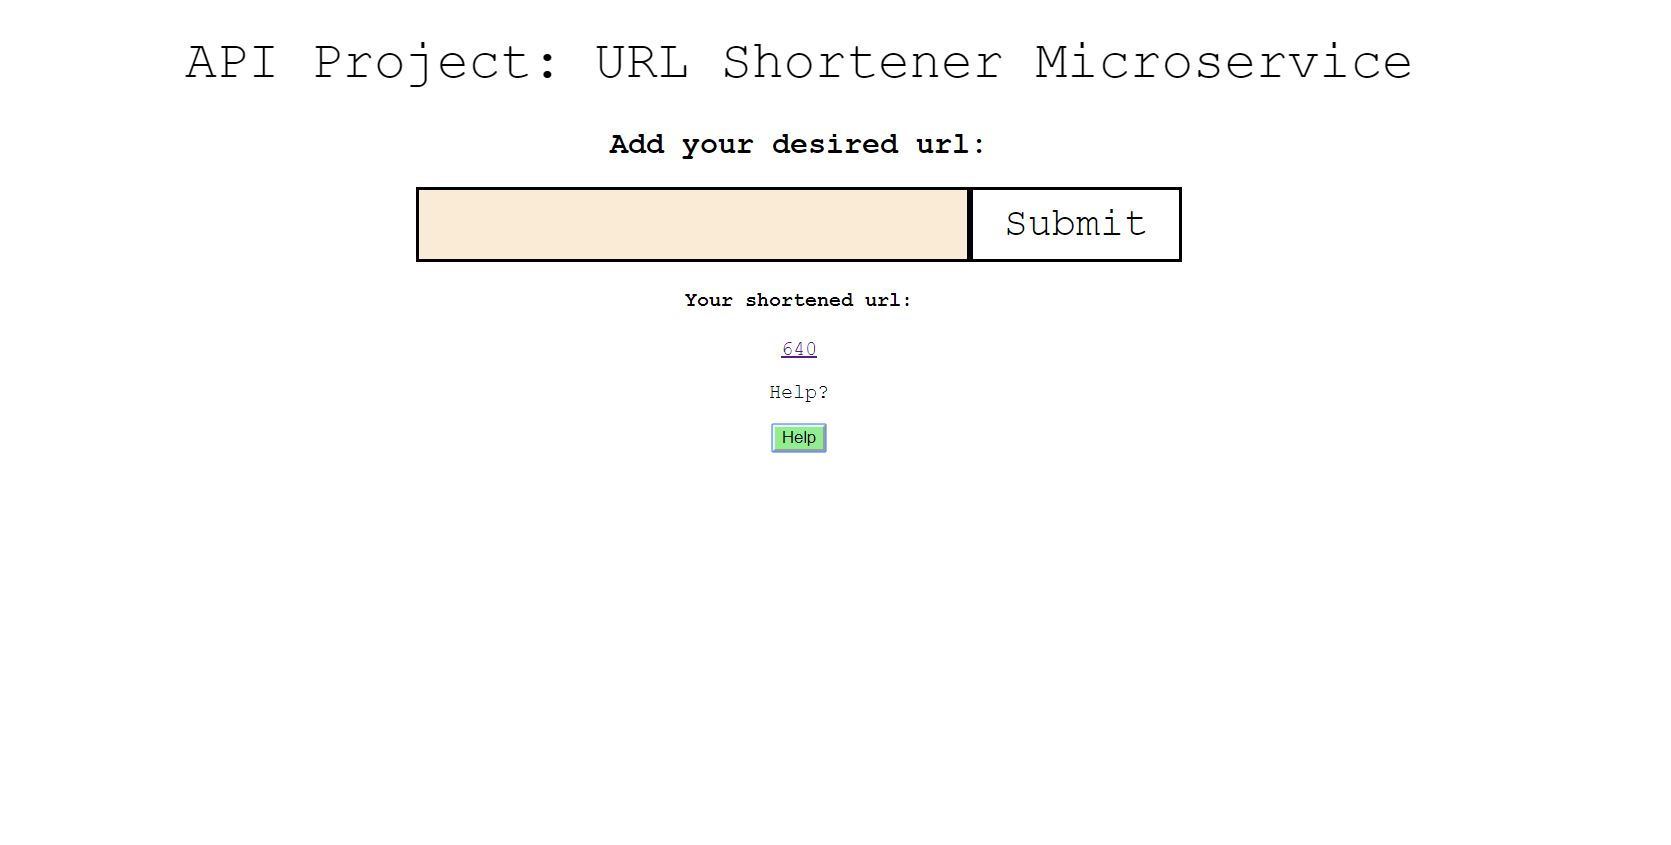 API Project: URL Shortener Microservice
Add your desired url:
Submit
Your shortened url:
640
Help?
Help